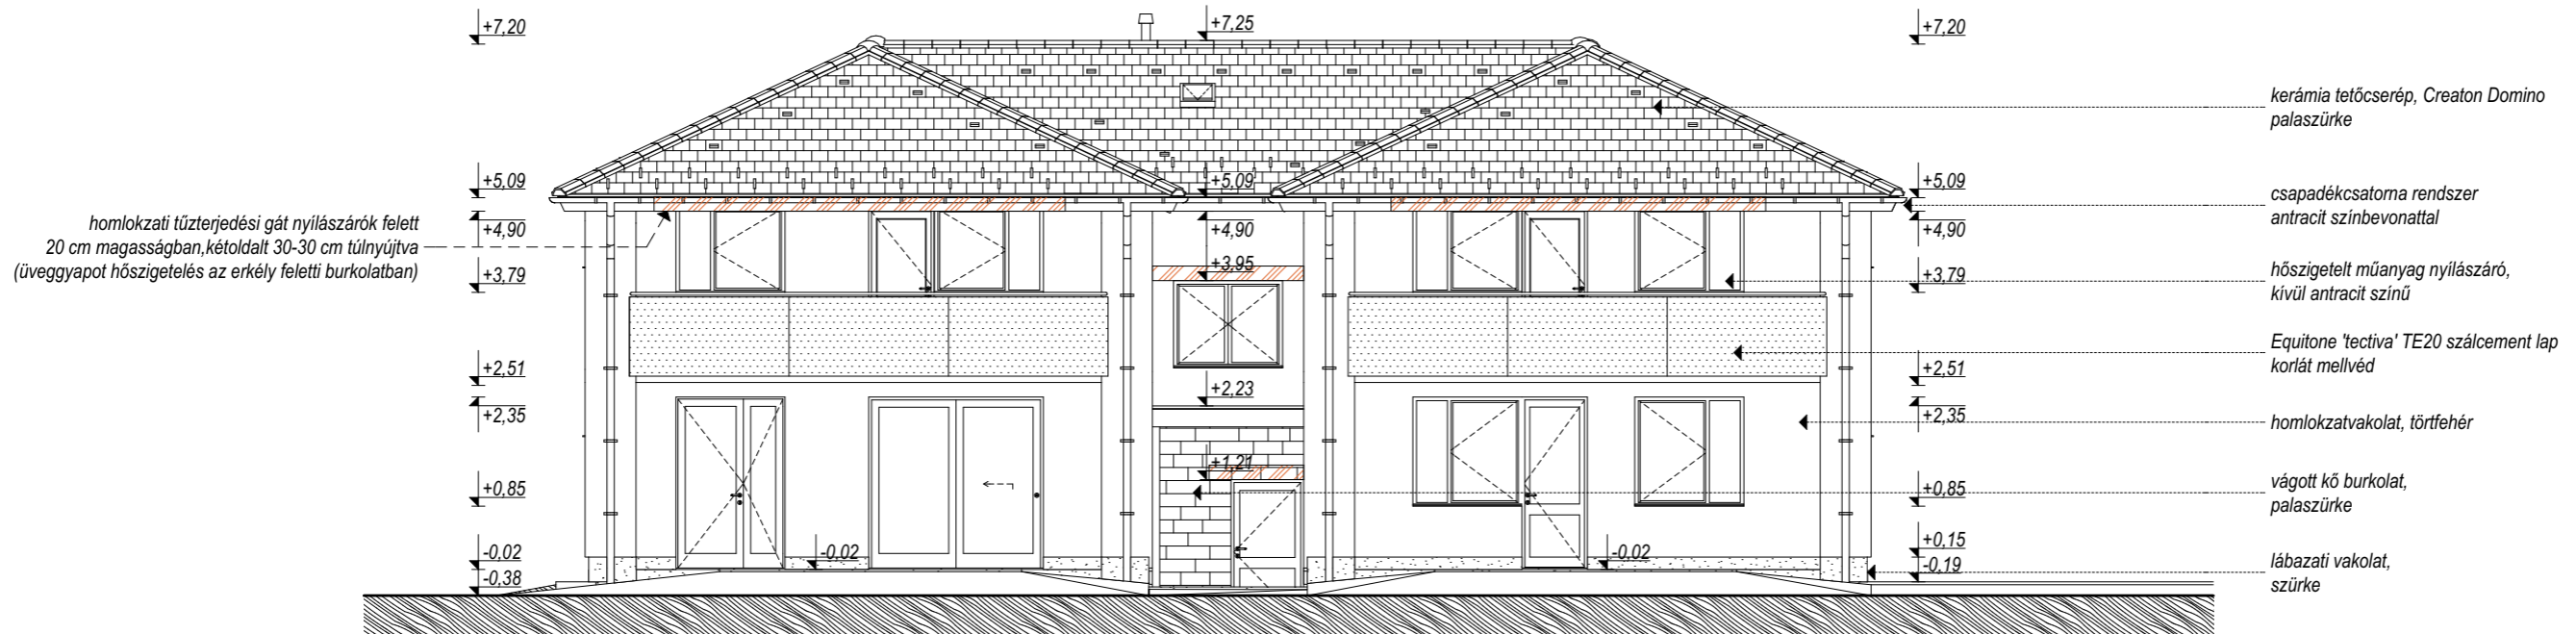 +7,20
+7,25
+7,20
kerámia tetőcserép, Creaton Domino
palaszürke
+5,09
+5,09
+5,09
csapadékcsatorna rendszer
antracit színbevonattal
homlokzati tűzterjedési gát nyílászárók felett
20 cm magasságban,kétoldalt 30-30 cm túlnyújtva
(üveggyapot hőszigetelés az erkély feletti burkolatban)
+4,90
+4,90
+4,90
+3,79
+3,95
+3,79
hőszigetelt műanyag nyílászáró,
kívül antracit színű
Equitone 'tectiva' TE20 szálcement lap
korlát mellvéd
+2,51
+2,23
+2,51
+2,35
+2,35
homlokzatvakolat, törtfehér
+1,21
+0,85
+0,85
vágott kő burkolat,
palaszürke
-0,02
-0,02
-0,02
+0,15
-0,38
-0,19
lábazati vakolat,
szürke